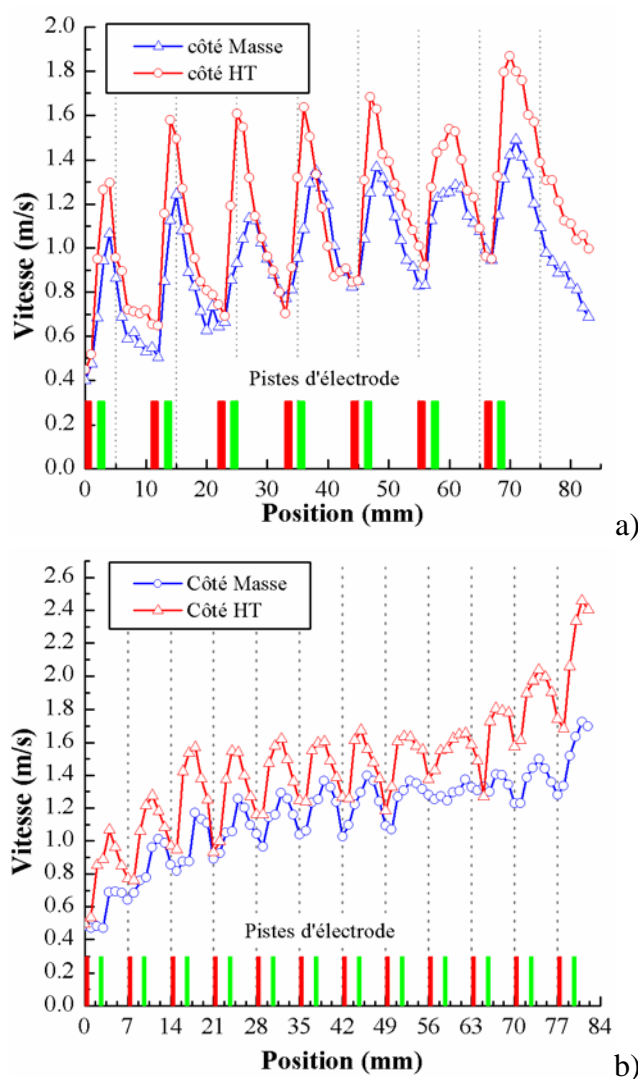 2.0
1.8
1.6
1.4
1.2
1.0
0.8
0.6
0.4
0.2
0.0
Vitesse (m/s)
côté Masse
côté HT
Pistes d'électrode
0 10 20 30 40 50 60 70 80
Position (mm)
a)
2.6
2.4
2.2
2.0
1.8
1.6
1.4
1.2
1.0
0.8
0.6
0.4
0.2
0.0
Vitesse (m/s)
Côté Masse
Côté HT
Pistes d'électrode
0 7 14 21 28 35 42 49 56 63 70 77 84
Position (mm)
b)